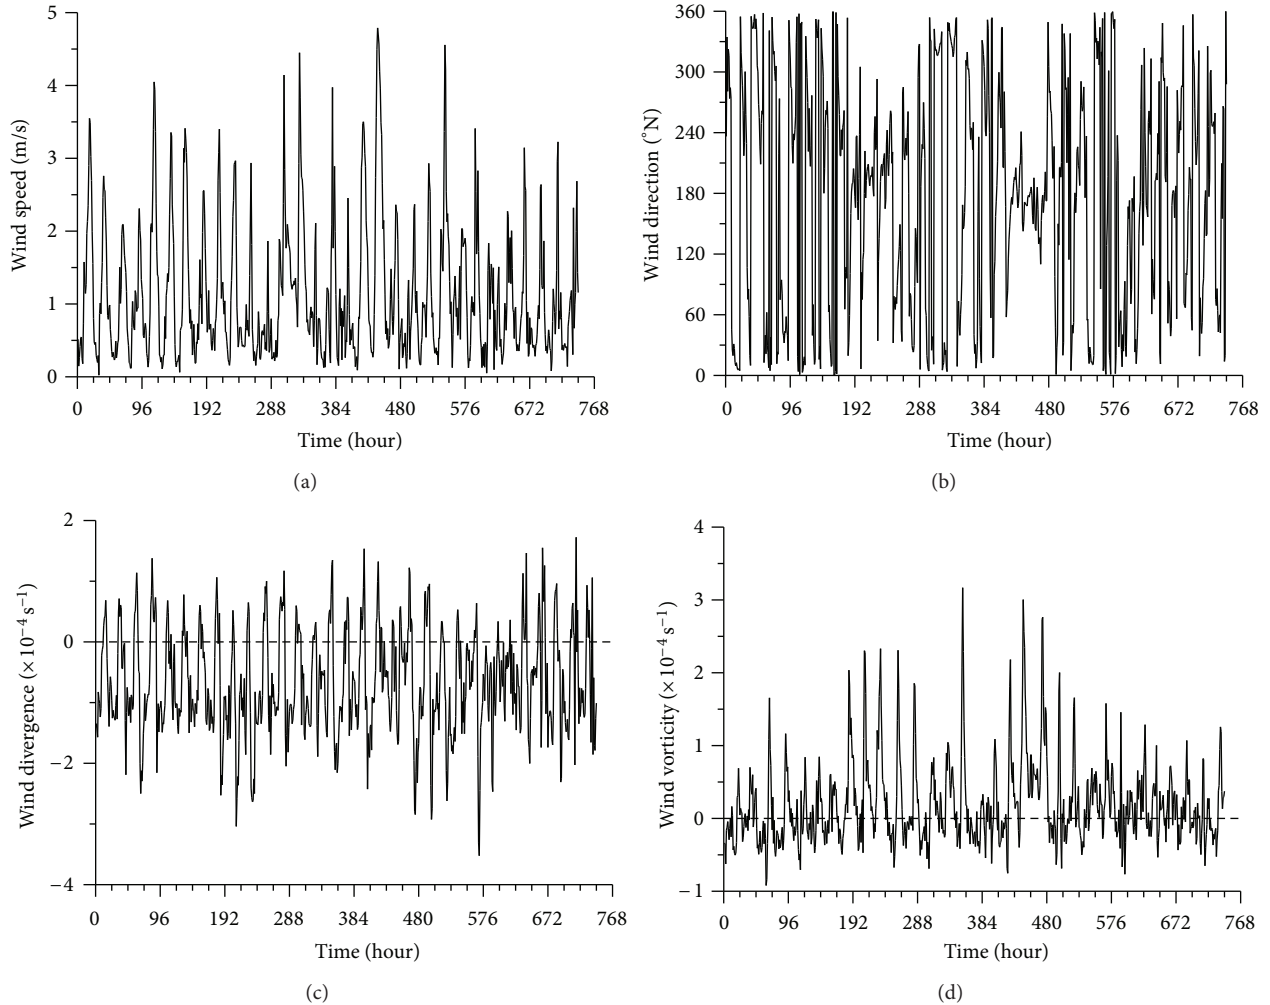 5
4
3
2
1
0
Wind speed (m/s)
0 96 192 288 384 480 576 672 768
Time (hour)
(a)
360
300
240
180
120
60
0
Wind direction (°N)
0 96 192 288 384 480 576 672 768
Time (hour)
(b)
2
0
−2
−4
Wind divergence (×10⁻⁴ s⁻¹)
0 96 192 288 384 480 576 672 768
Time (hour)
(c)
4
3
2
1
0
−1
Wind vorticity (×10⁻⁴ s⁻¹)
0 96 192 288 384 480 576 672 768
Time (hour)
(d)